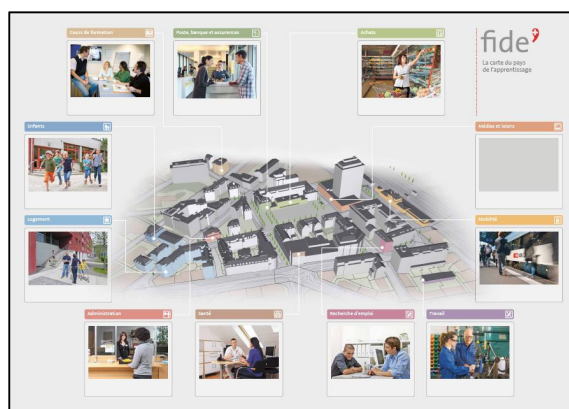 Cours de formation
Poste, banque et assurances
Achats
fide
La carte du pays
de l'apprentissage
Enfants
Médias et loisirs
Logement
Mobilité
Administration
Santé
Recherche d'emploi
Travail